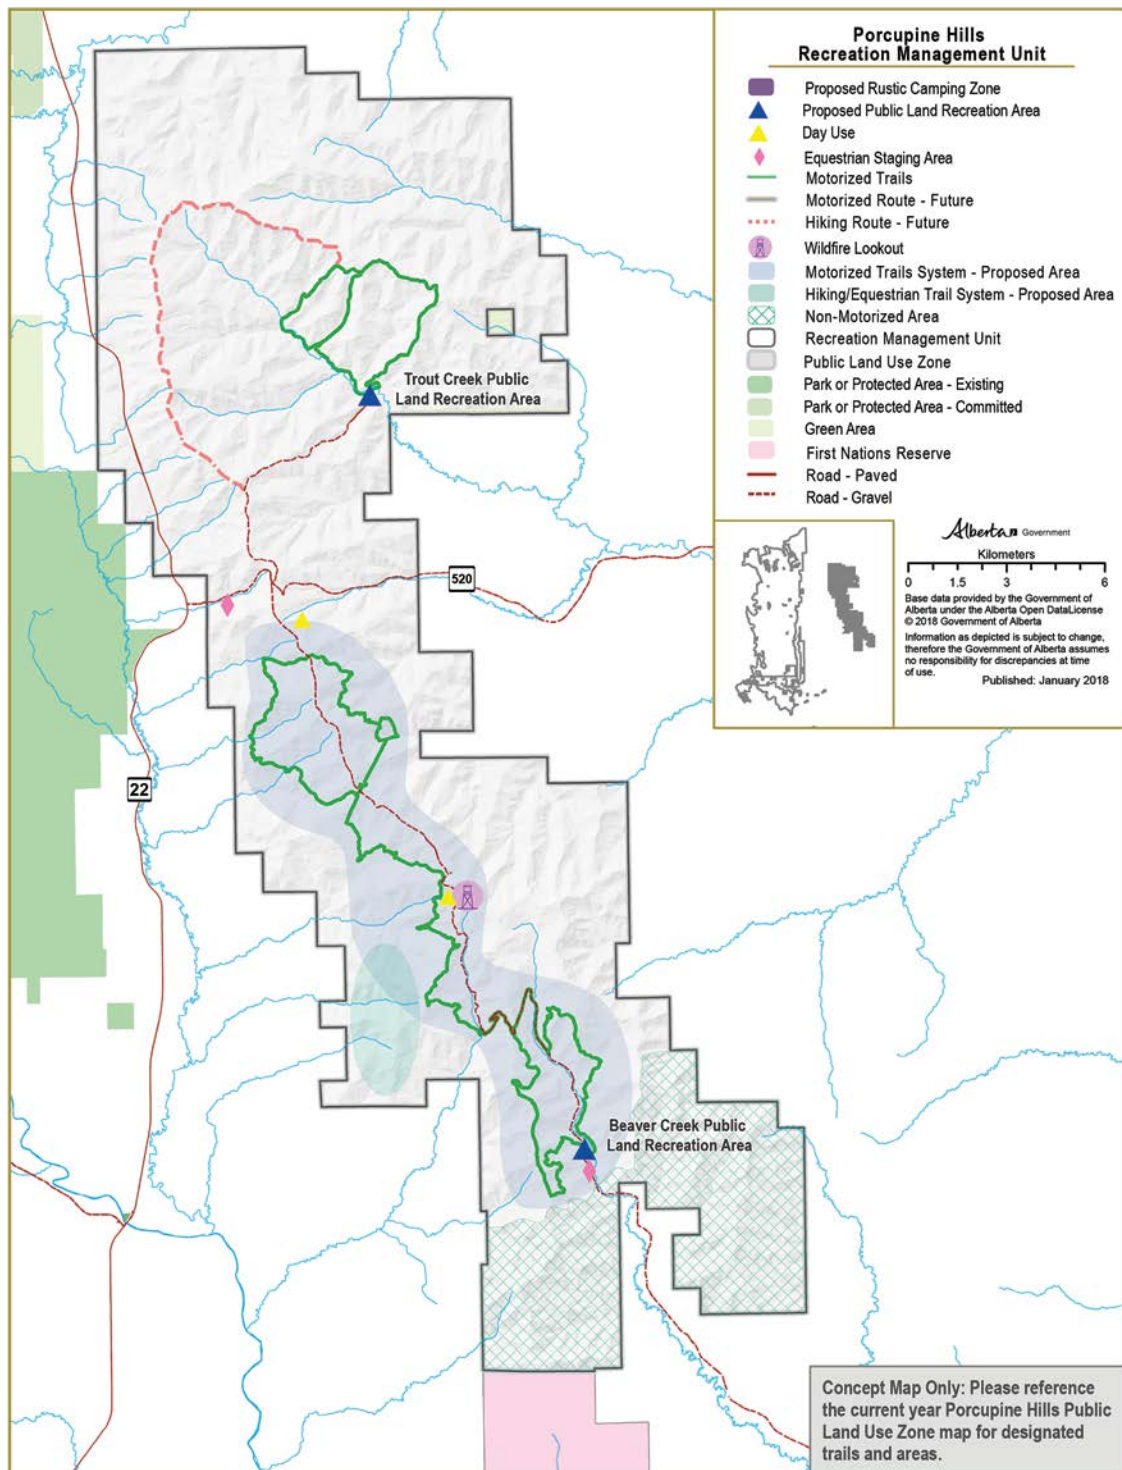 Porcupine Hills
Recreation Management Unit
Proposed Rustic Camping Zone
Proposed Public Land Recreation Area
Day Use
Equestrian Staging Area
Motorized Trails
Motorized Route - Future
Hiking Route - Future
Wildfire Lookout
Motorized Trails System - Proposed Area
Hiking/Equestrian Trail System - Proposed Area
Non-Motorized Area
Recreation Management Unit
Public Land Use Zone
Park or Protected Area - Existing
Park or Protected Area - Committed
Green Area
First Nations Reserve
Road - Paved
Road - Gravel
Alberta Government
Kilometers
0 1.5 3 6
Base data provided by the Government of
Alberta under the Alberta Open DataLicense
© 2018 Government of Alberta
Information as depicted is subject to change,
therefore the Government of Alberta assumes
no responsibility for discrepancies at time
of use.
Published: January 2018
Trout Creek Public
Land Recreation Area
520
22
Beaver Creek Public
Land Recreation Area
Concept Map Only: Please reference
the current year Porcupine Hills Public
Land Use Zone map for designated
trails and areas.